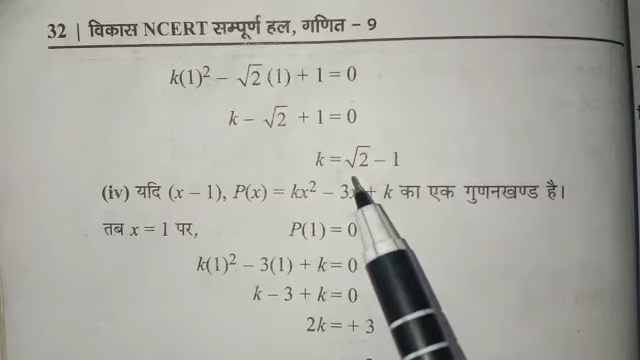 32 | विकास NCERT सम्पूर्ण हल, गणित – 9
k(1)² – √2 (1) + 1 = 0
k – √2 + 1 = 0
k = √2 – 1
(iv) यदि (x – 1), P(x) = kx² – 3x + k का एक गुणनखण्ड है।
तब x = 1 पर, P(1) = 0
k(1)² – 3(1) + k = 0
k – 3 + k = 0
2k = + 3